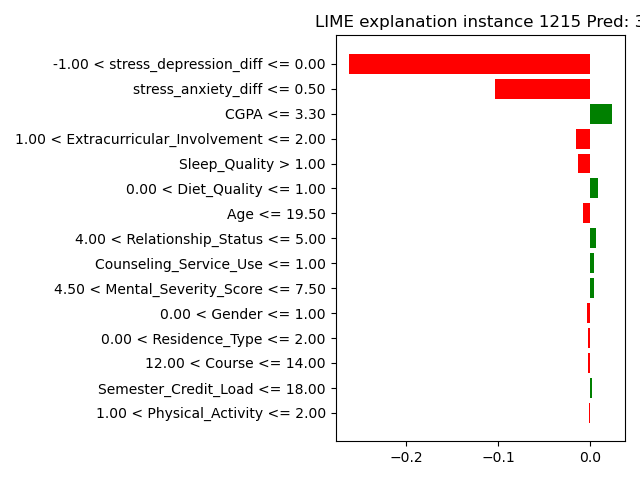 LIME explanation instance 1215 Pred: 3
-1.00 < stress_depression_diff <= 0.00
stress_anxiety_diff <= 0.50
CGPA <= 3.30
1.00 < Extracurricular_Involvement <= 2.00
Sleep_Quality > 1.00
0.00 < Diet_Quality <= 1.00
Age <= 19.50
4.00 < Relationship_Status <= 5.00
Counseling_Service_Use <= 1.00
4.50 < Mental_Severity_Score <= 7.50
0.00 < Gender <= 1.00
0.00 < Residence_Type <= 2.00
12.00 < Course <= 14.00
Semester_Credit_Load <= 18.00
1.00 < Physical_Activity <= 2.00
−0.2 −0.1 0.0